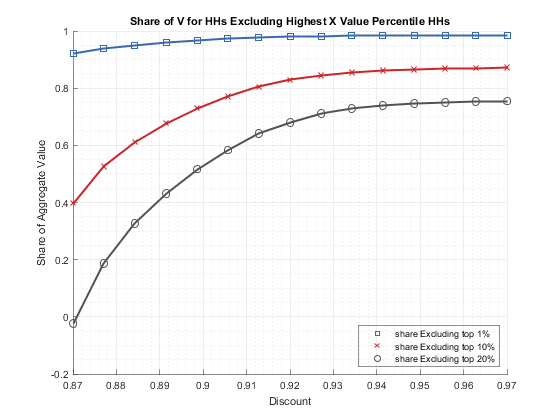 Share of V for HHs Excluding Highest X Value Percentile HHs
Share of Aggregate Value
1
0.8
0.6
0.4
0.2
0
-0.2
0.87 0.88 0.89 0.9 0.91 0.92 0.93 0.94 0.95 0.96 0.97
Discount
share Excluding top 1%
share Excluding top 10%
share Excluding top 20%